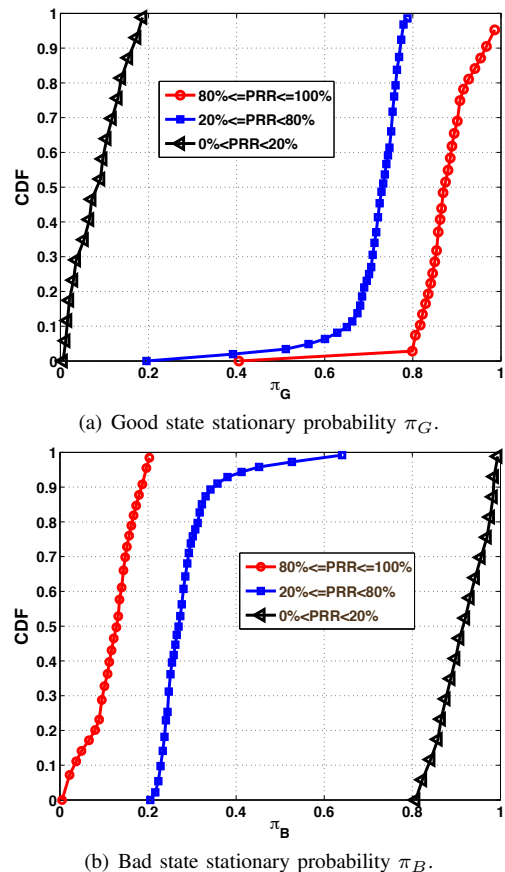 1
0.9
0.8
0.7
0.6
0.5
0.4
0.3
0.2
0.1
0
CDF
80%<=PRR<=100%
20%<=PRR<80%
0%<PRR<20%
0 0.2 0.4 0.6 0.8 1
π_G
(a) Good state stationary probability π_G.
1
0.9
0.8
0.7
0.6
0.5
0.4
0.3
0.2
0.1
0
CDF
80%<=PRR<=100%
20%<=PRR<80%
0%<PRR<20%
0 0.2 0.4 0.6 0.8 1
π_B
(b) Bad state stationary probability π_B.